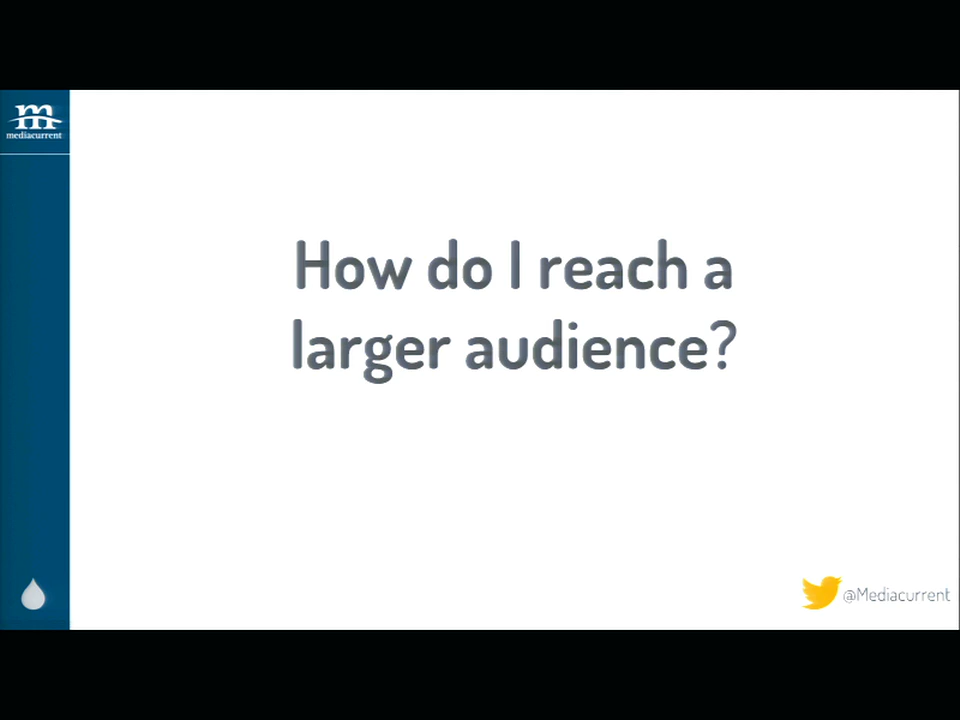 m
mediacurrent
How do I reach a
larger audience?
@Mediacurrent